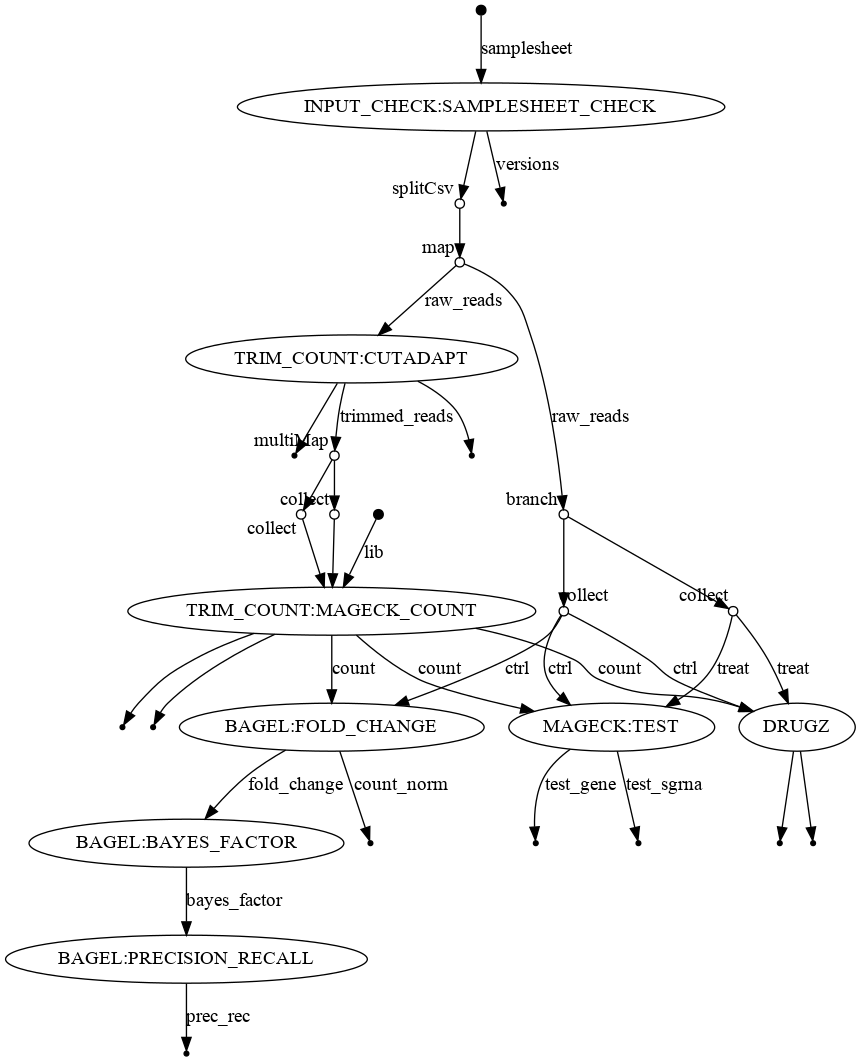 samplesheet
INPUT_CHECK:SAMPLESHEET_CHECK
splitCsv
versions
map
raw_reads
TRIM_COUNT:CUTADAPT
trimmed_reads
raw_reads
multiMap
collect
branch
collect
lib
collect
collect
TRIM_COUNT:MAGECK_COUNT
count
count
ctrl
ctrl
count
ctrl
treat
treat
BAGEL:FOLD_CHANGE
MAGECK:TEST
DRUGZ
fold_change
count_norm
test_gene
test_sgrna
BAGEL:BAYES_FACTOR
bayes_factor
BAGEL:PRECISION_RECALL
prec_rec